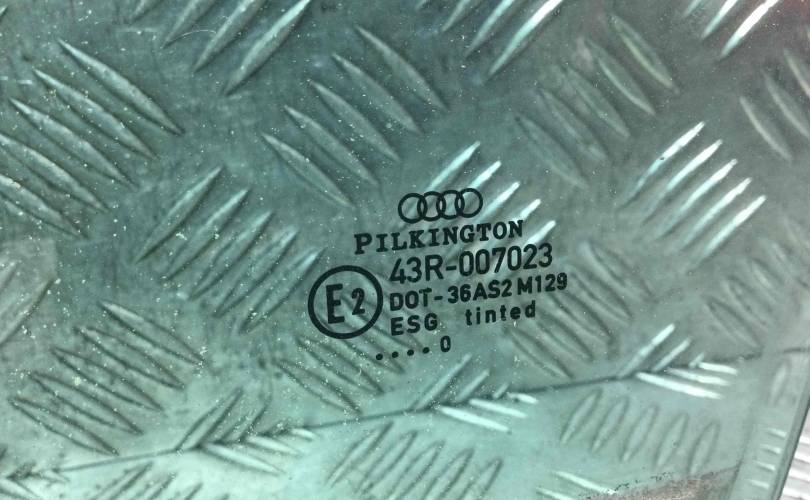 PILKINGTON
43R-007023
E2
DOT-36AS2 M129
ESG tinted
....0